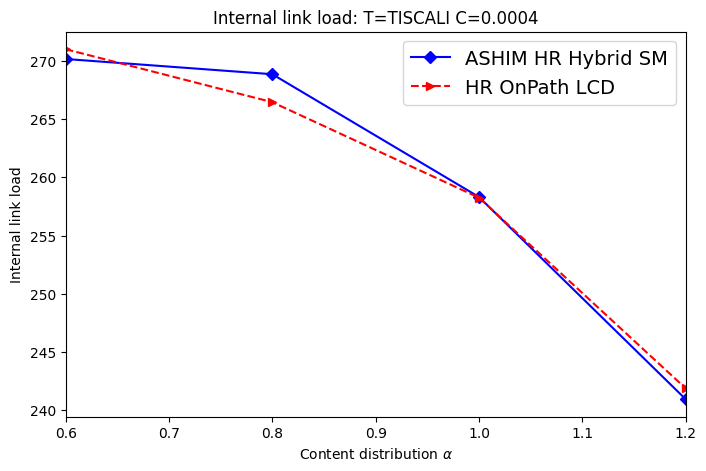 Internal link load: T=TISCALI C=0.0004
ASHIM HR Hybrid SM
HR OnPath LCD
Internal link load
270
265
260
255
250
245
240
0.6
0.7
0.8
0.9
1.0
1.1
1.2
Content distribution α